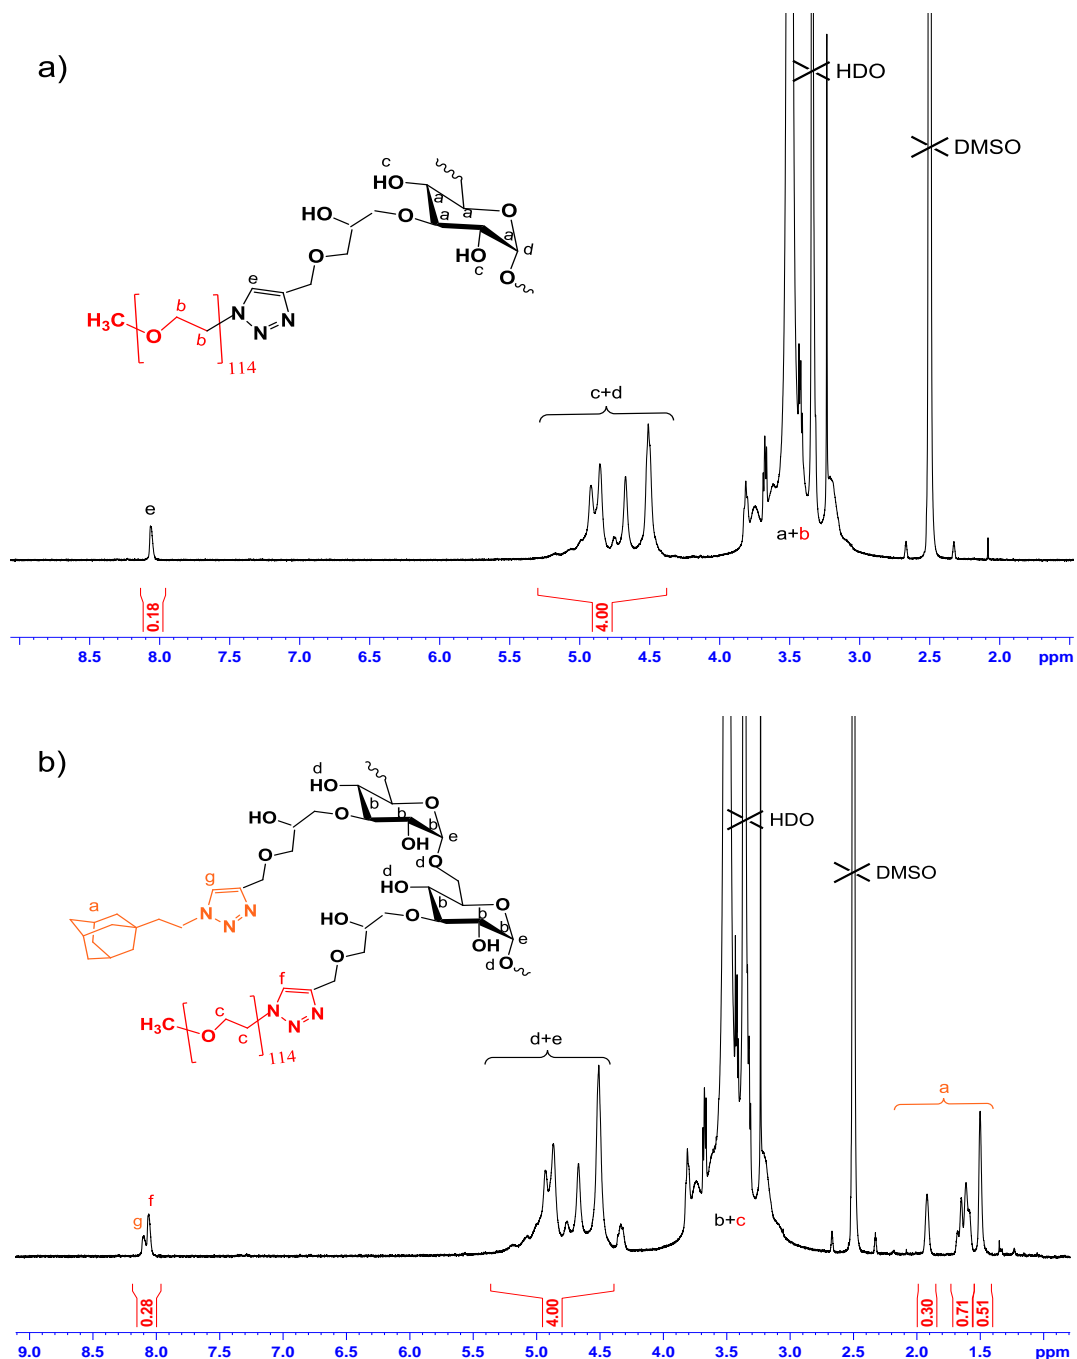 a)
HDO
DMSO
c
HO
a
a
O
HO
O
a
a
d
HO
c
O
O
e
N
N
N
b
b
H₃C
O
114
c+d
e
a+b
0.18
4.00
8.5 8.0 7.5 7.0 6.5 6.0 5.5 5.0 4.5 4.0 3.5 3.0 2.5 2.0 ppm
b)
HDO
DMSO
d
HO
b
O
HO
O
b
b
e
OH
O
d
O
g
N
N
N
a
d
HO
b
O
HO
O
b
b
e
OH
d
O
O
f
N
N
N
c
c
H₃C
O
114
d+e
a
f
g
b+c
0.28
4.00
0.30
0.71
0.51
9.0 8.5 8.0 7.5 7.0 6.5 6.0 5.5 5.0 4.5 4.0 3.5 3.0 2.5 2.0 1.5 ppm